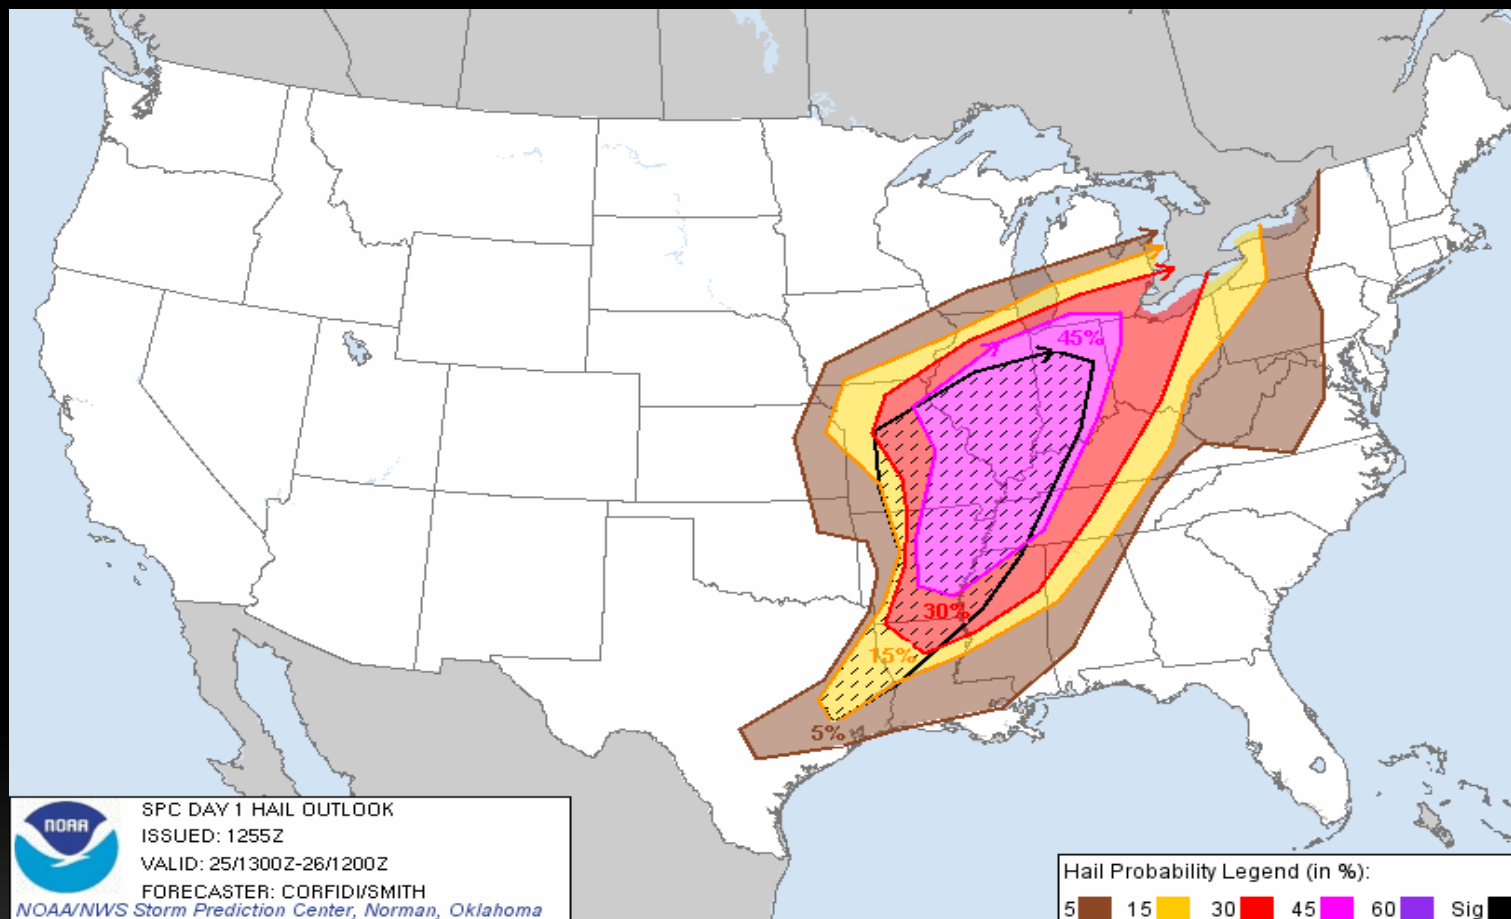 45%
30%
15%
5%
NOAA
SPC DAY 1 HAIL OUTLOOK
ISSUED: 1255Z
VALID: 25/1300Z-26/1200Z
FORECASTER: CORFIDI/SMITH
NOAA/NWS Storm Prediction Center, Norman, Oklahoma
Hail Probability Legend (in %):
5 15 30 45 60 Sig